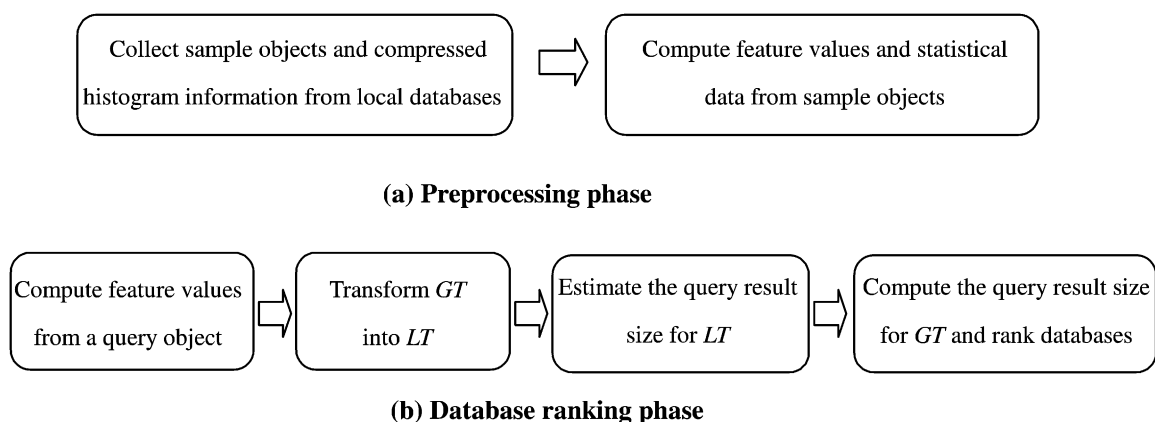 Collect sample objects and compressed
histogram information from local databases
Compute feature values and statistical
data from sample objects
(a) Preprocessing phase
Compute feature values
from a query object
Transform GT
into LT
Estimate the query result
size for LT
Compute the query result size
for GT and rank databases
(b) Database ranking phase